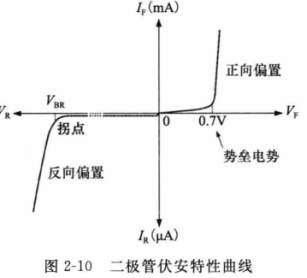 I_F(mA)
正向偏置
V_R
V_BR
V_F
拐点
0
0.7V
势垒电势
反向偏置
I_R(μA)
图 2-10 二极管伏安特性曲线